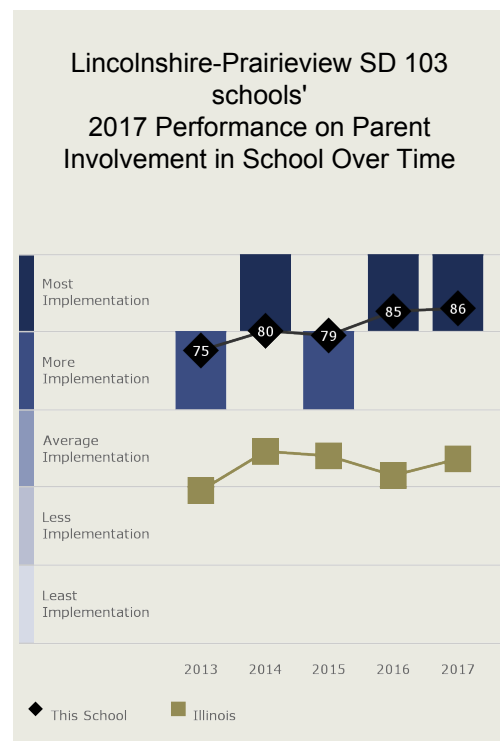 Lincolnshire-Prairieview SD 103
schools'
2017 Performance on Parent
Involvement in School Over Time
Most
Implementation
More
Implementation
Average
Implementation
Less
Implementation
Least
Implementation
75
80
79
85
86
2013 2014 2015 2016 2017
This School Illinois